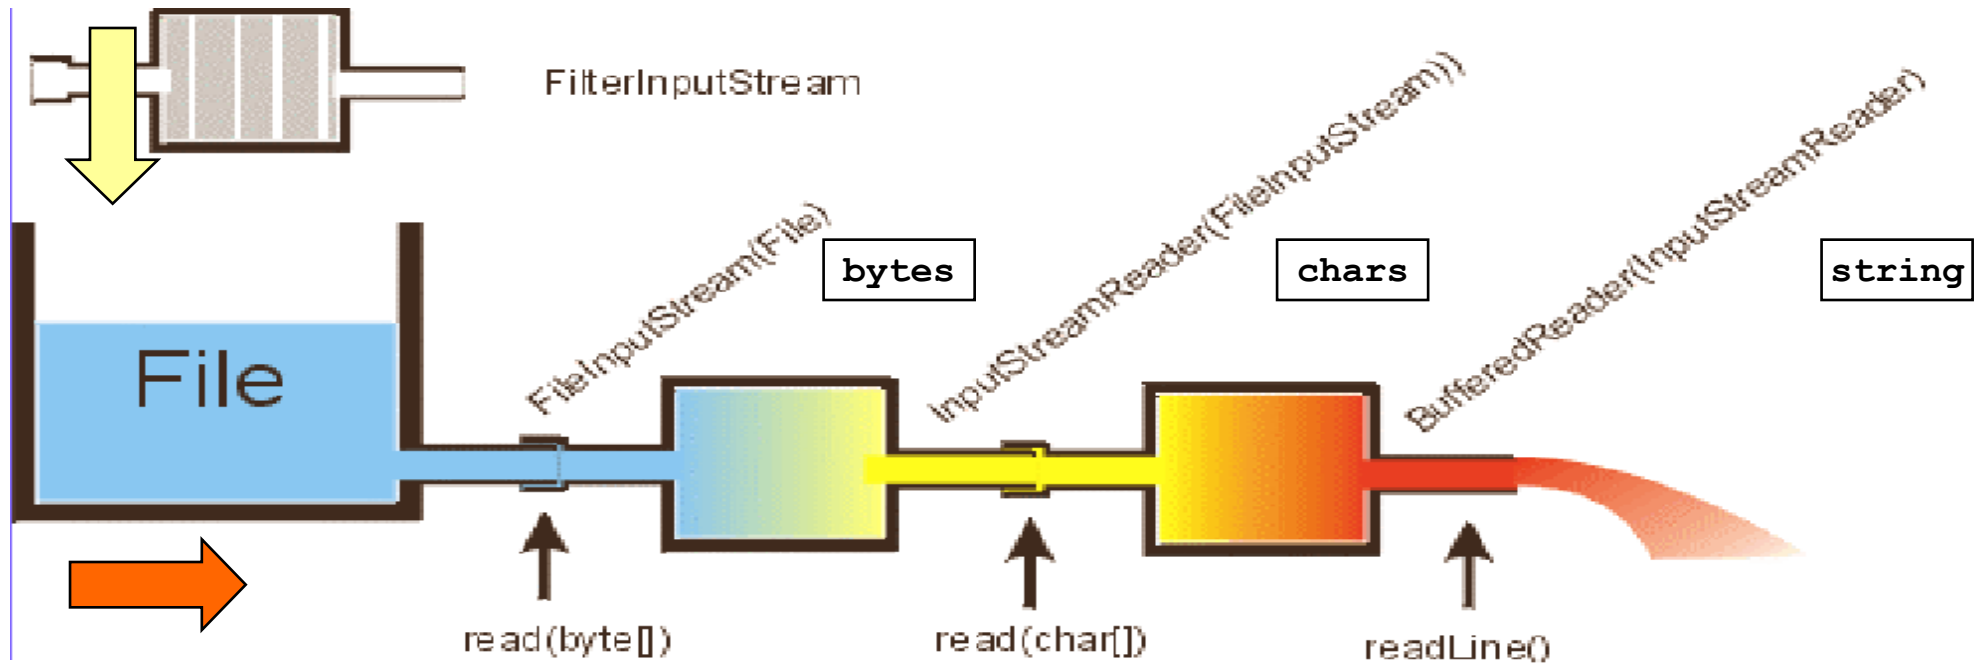 FilterInputStream
FileInputStream(File)
bytes
InputStreamReader(FileInputStream))
chars
BufferedReader(InputStreamReader)
string
File
read(byte[])
read(char[])
readLine()